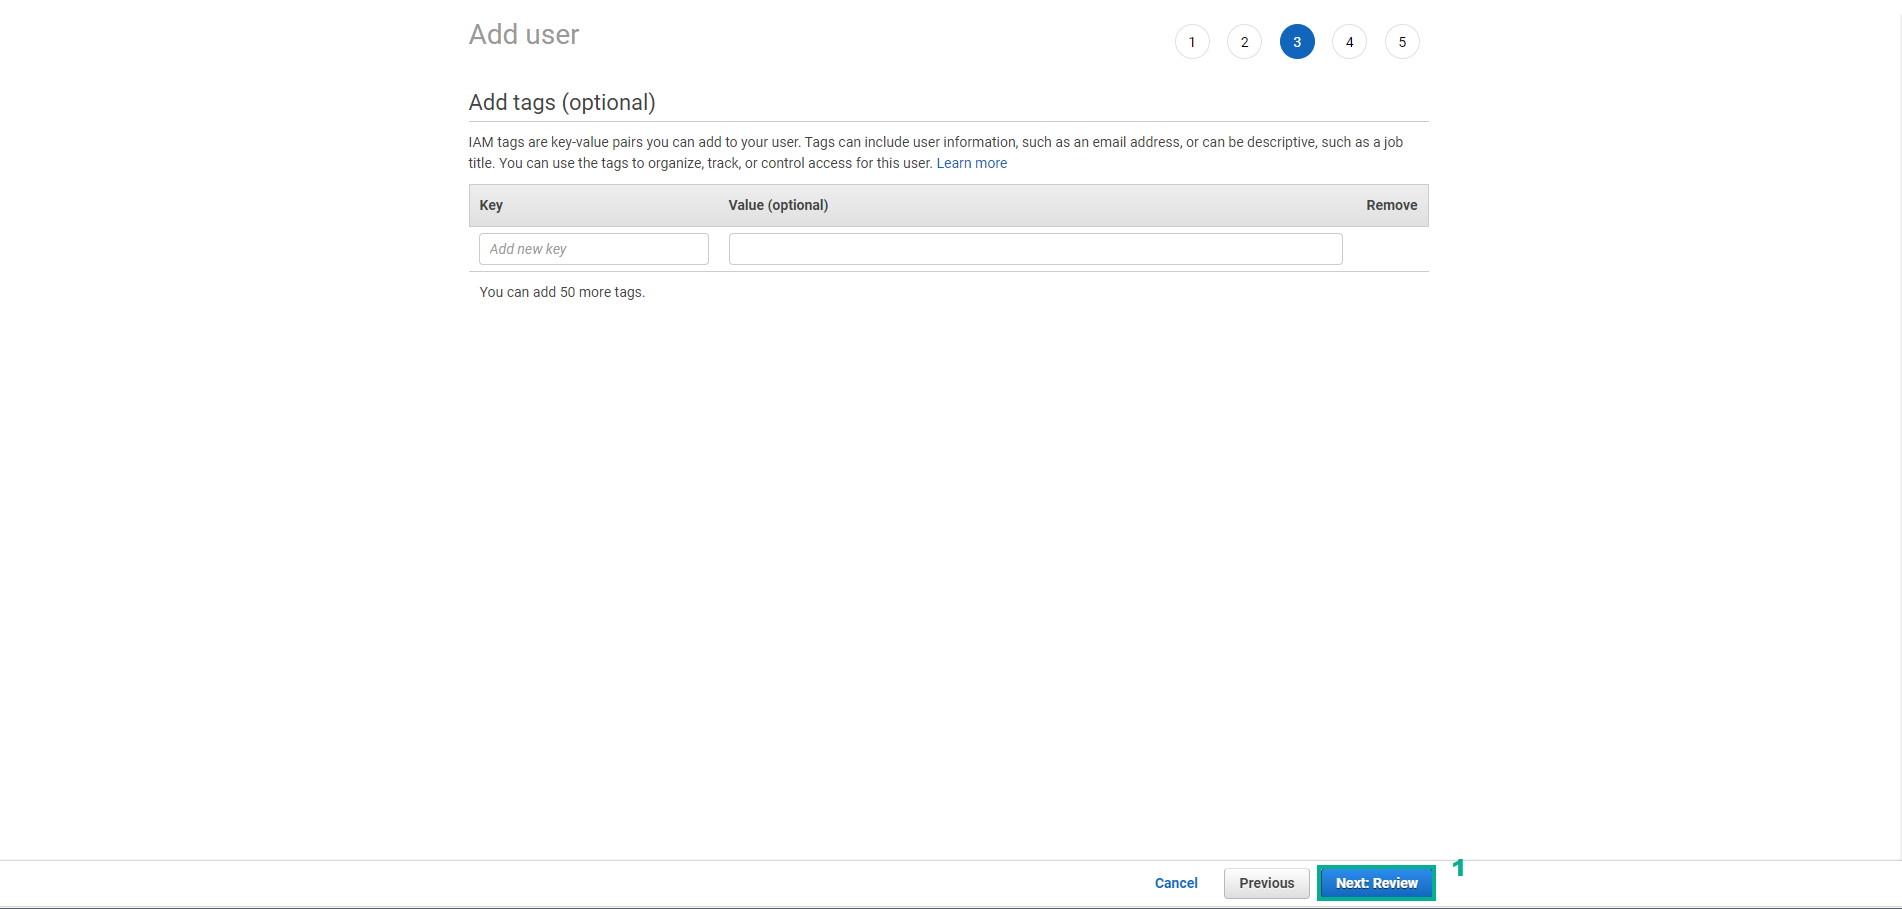 Add user
1 2 3 4 5
Add tags (optional)
IAM tags are key-value pairs you can add to your user. Tags can include user information, such as an email address, or can be descriptive, such as a job
title. You can use the tags to organize, track, or control access for this user. Learn more
Key Value (optional) Remove
Add new key
You can add 50 more tags.
Cancel Previous Next: Review 1